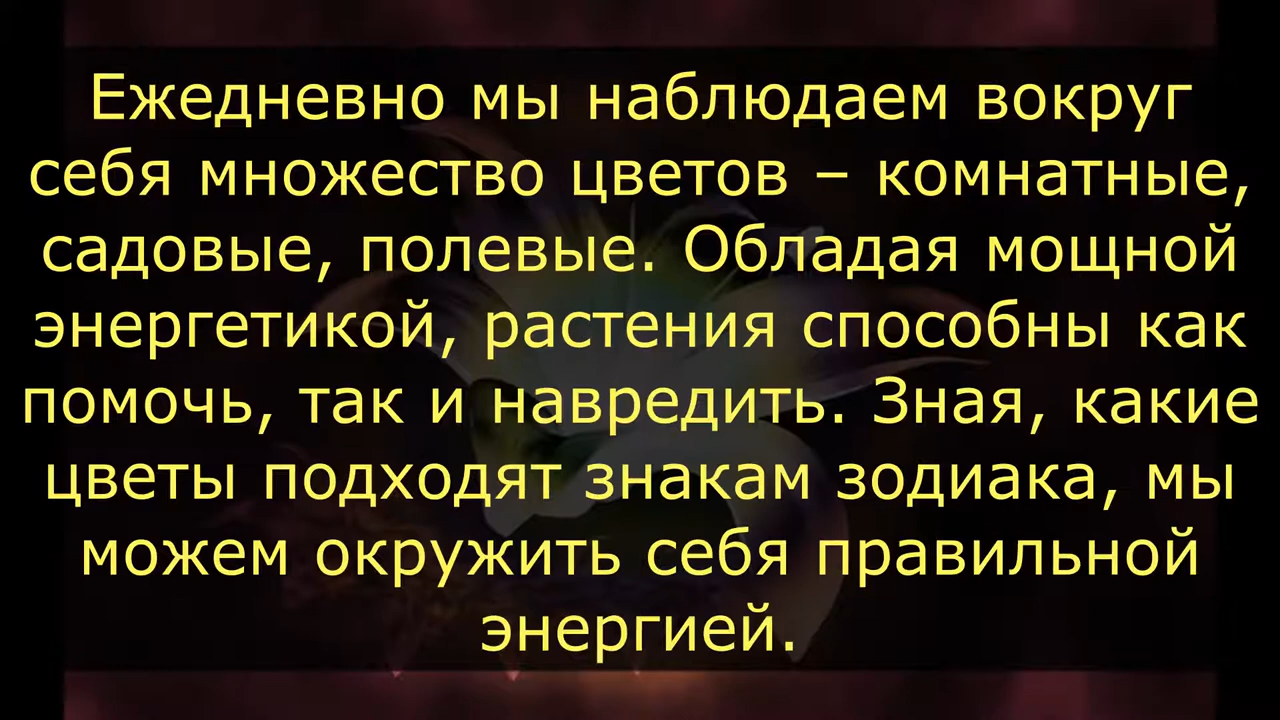 Ежедневно мы наблюдаем вокруг
себя множество цветов – комнатные,
садовые, полевые. Обладая мощной
энергетикой, растения способны как
помочь, так и навредить. Зная, какие
цветы подходят знакам зодиака, мы
можем окружить себя правильной
энергией.